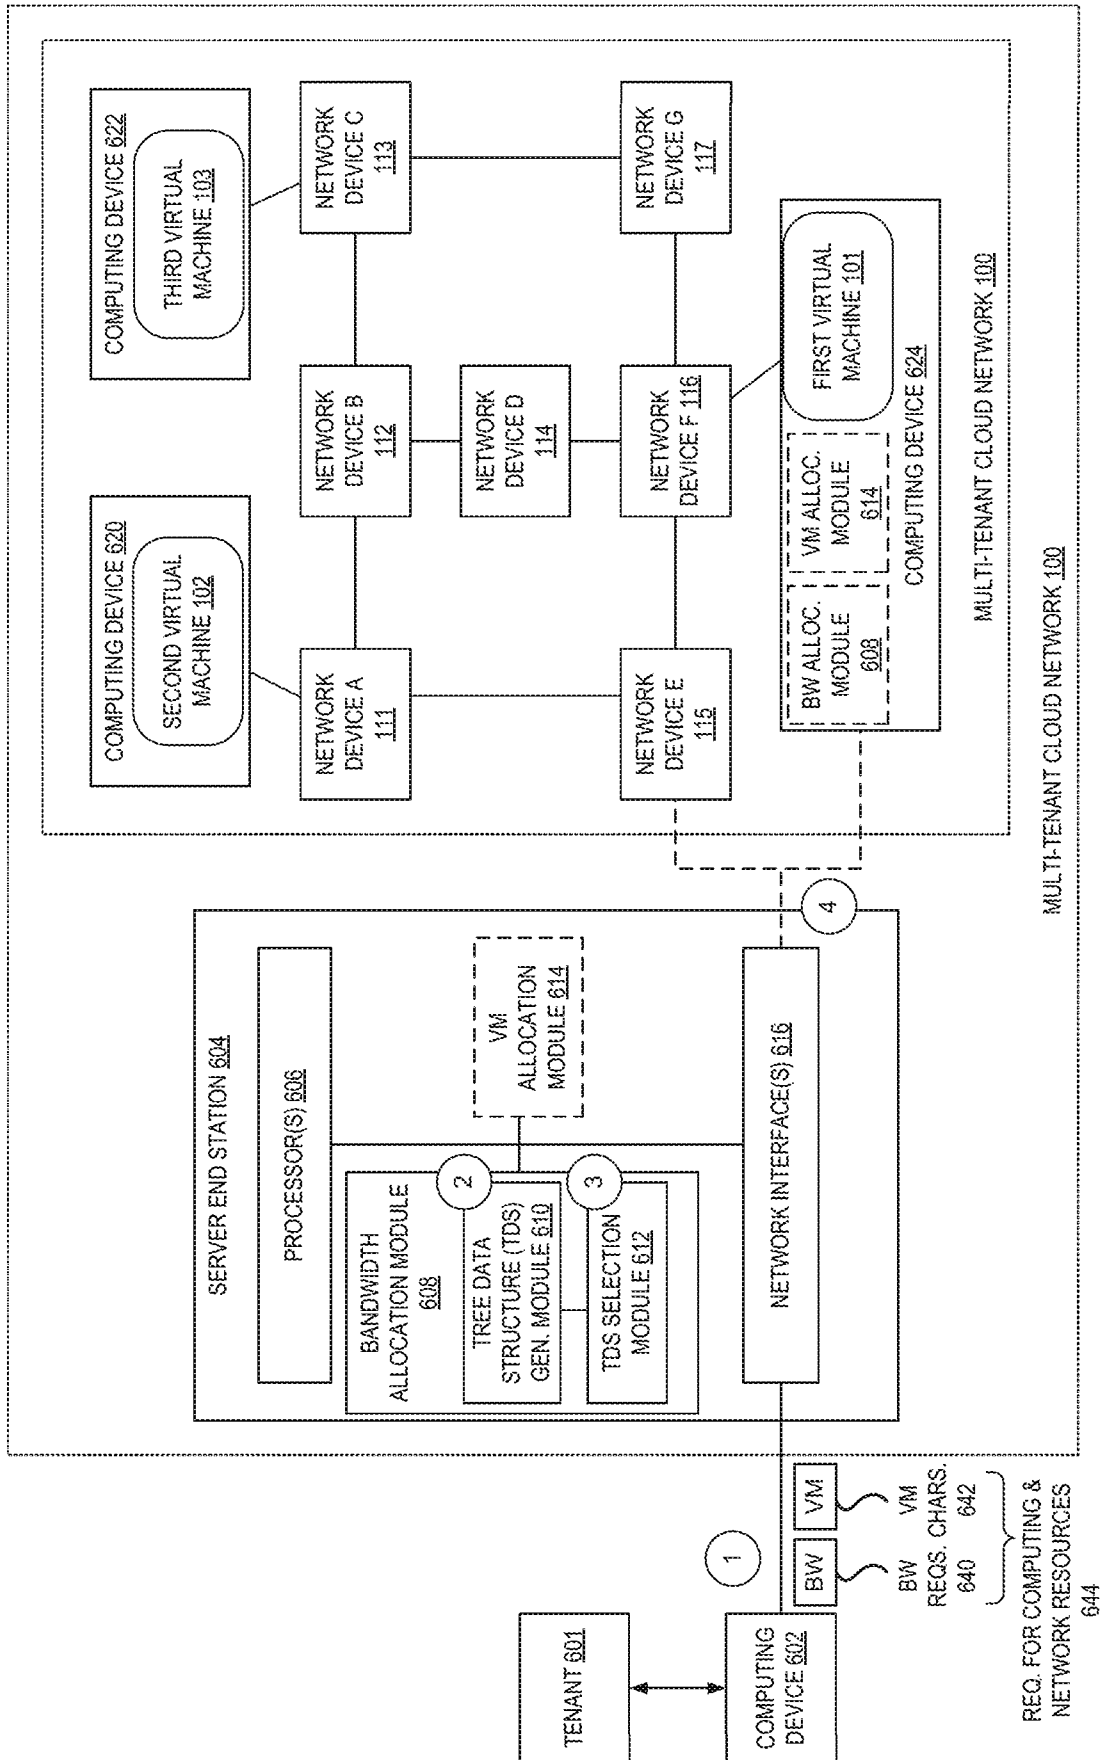 TENANT 601
COMPUTING
DEVICE 602
1
BW
VM
BW
REQS.
640
VM
CHARS.
642
REQ. FOR COMPUTING &
NETWORK RESOURCES
644
SERVER END STATION 604
PROCESSOR(S) 606
BANDWIDTH
ALLOCATION MODULE
608
2
TREE DATA
STRUCTURE (TDS)
GEN. MODULE 610
3
TDS SELECTION
MODULE 612
VM
ALLOCATION
MODULE 614
NETWORK INTERFACE(S) 616
4
COMPUTING DEVICE 620
SECOND VIRTUAL
MACHINE 102
COMPUTING DEVICE 622
THIRD VIRTUAL
MACHINE 103
NETWORK
DEVICE A
111
NETWORK
DEVICE B
112
NETWORK
DEVICE C
113
NETWORK
DEVICE D
114
NETWORK
DEVICE E
115
NETWORK
DEVICE F 116
NETWORK
DEVICE G
117
BW ALLOC.
MODULE
608
VM ALLOC.
MODULE
614
FIRST VIRTUAL
MACHINE 101
COMPUTING DEVICE 624
MULTI-TENANT CLOUD NETWORK 100
MULTI-TENANT CLOUD NETWORK 100